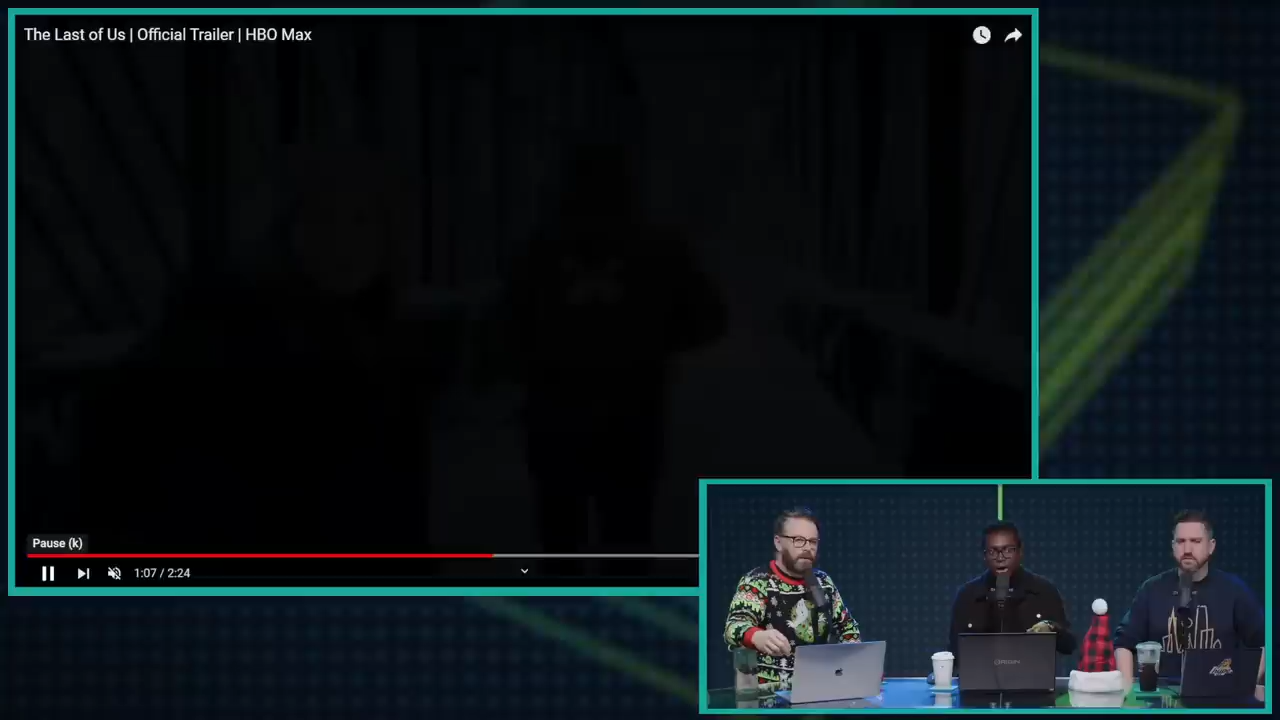 The Last of Us | Official Trailer | HBO Max
Pause (k)
1:07 / 2:24